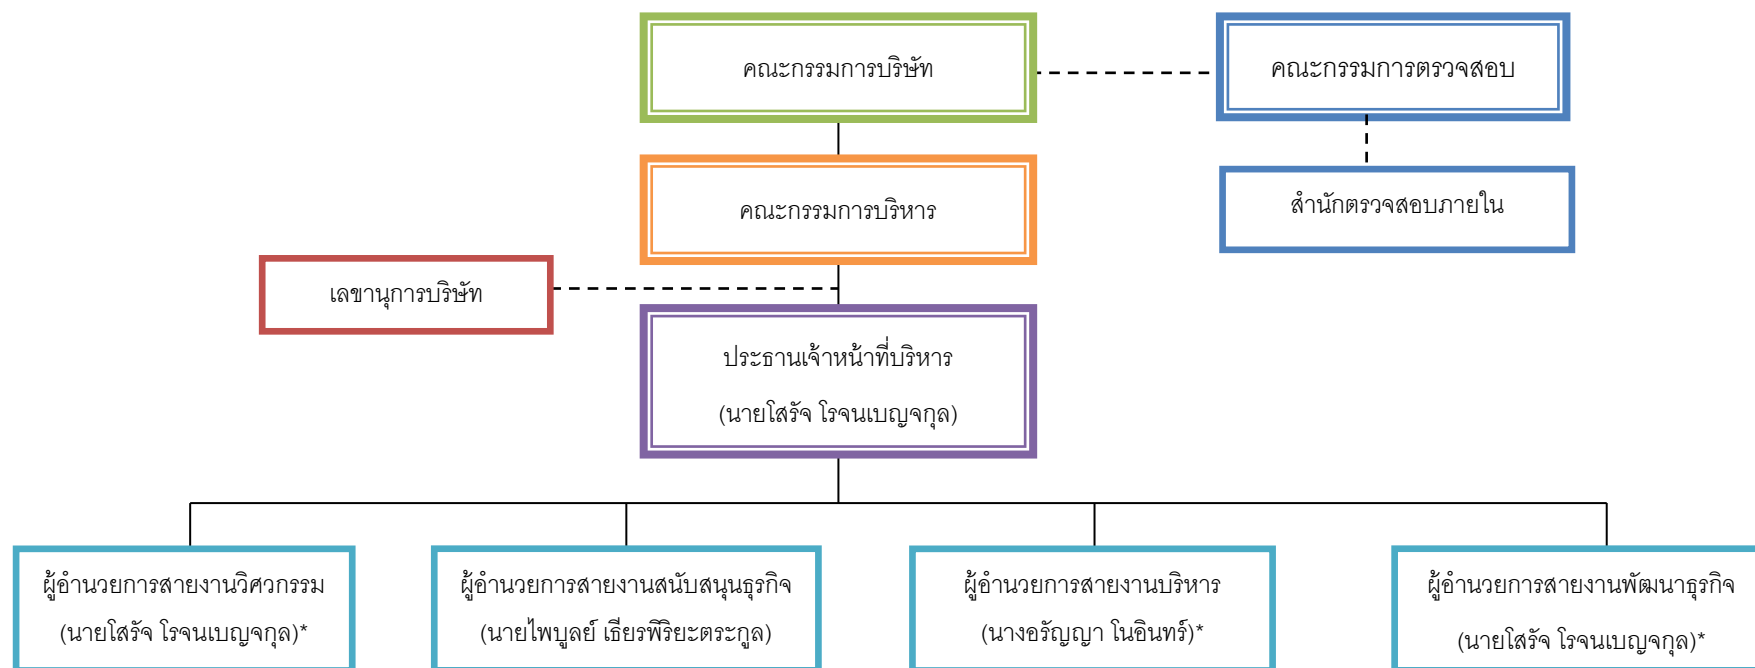 คณะกรรมการบริษัท
คณะกรรมการตรวจสอบ
คณะกรรมการบริหาร
สำนักตรวจสอบภายใน
เลขานุการบริษัท
ประธานเจ้าหน้าที่บริหาร
(นายโสรัจ โรจนเบญจกุล)
ผู้อำนวยการสายงานวิศวกรรม
(นายโสรัจ โรจนเบญจกุล)*
ผู้อำนวยการสายงานสนับสนุนธุรกิจ
(นายไพบูลย์ เธียรพิริยะตระกูล)
ผู้อำนวยการสายงานบริหาร
(นางอรัญญา โนอินทร์)*
ผู้อำนวยการสายงานพัฒนาธุรกิจ
(นายโสรัจ โรจนเบญจกุล)*